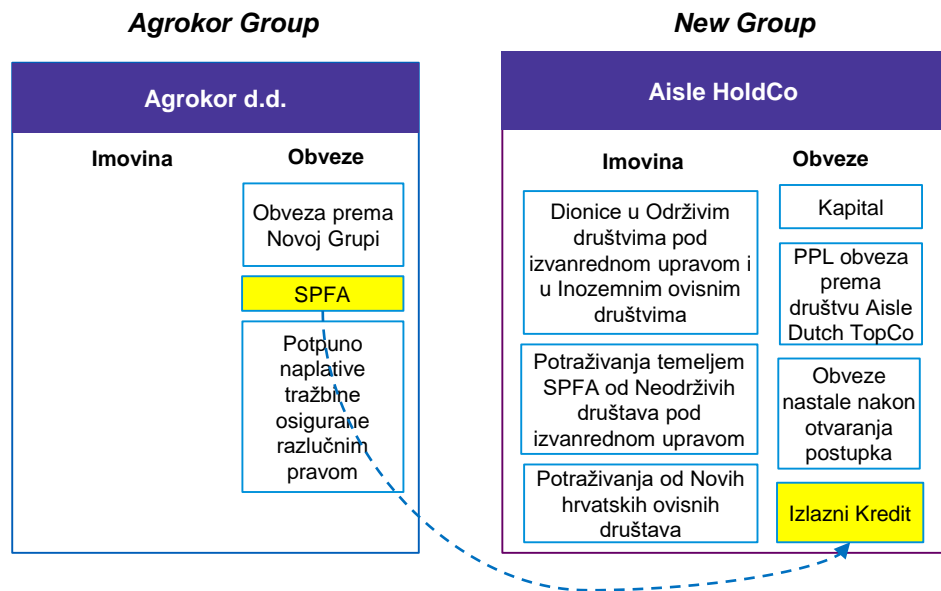 Agrokor Group
Agrokor d.d.
Imovina
Obveze
Obveza prema
Novoj Grupi
SPFA
Potpuno
naplative
tražbine
osigurane
razlučnim
pravom
New Group
Aisle HoldCo
Imovina
Obveze
Dionice u Održivim
društvima pod
izvanrednom upravom i
u Inozemnim ovisnim
društvima
Potraživanja temeljem
SPFA od Neodrživih
društava pod
izvanrednom upravom
Potraživanja od Novih
hrvatskih ovisnih
društava
Kapital
PPL obveza
prema
društvu Aisle
Dutch TopCo
Obveze
nastale nakon
otvaranja
postupka
Izlazni Kredit